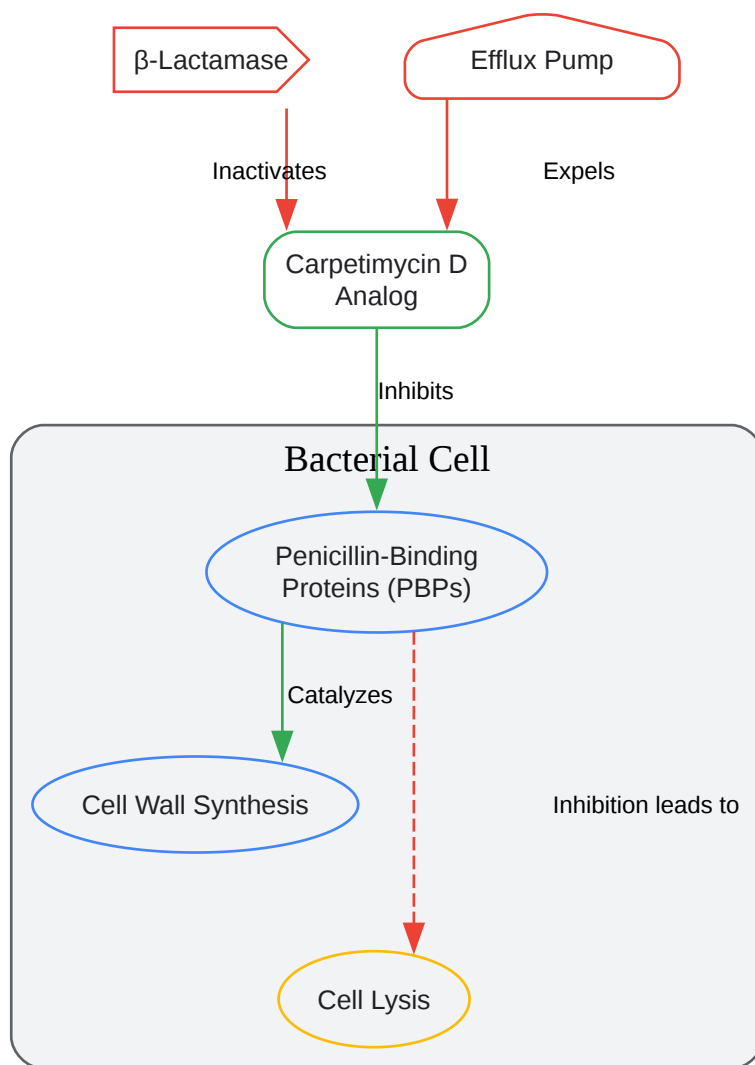 β-Lactamase
Efflux Pump
Inactivates
Expels
Carpetimycin D
Analog
Inhibits
Bacterial Cell
Penicillin-Binding
Proteins (PBPs)
Catalyzes
Cell Wall Synthesis
Inhibition leads to
Cell Lysis